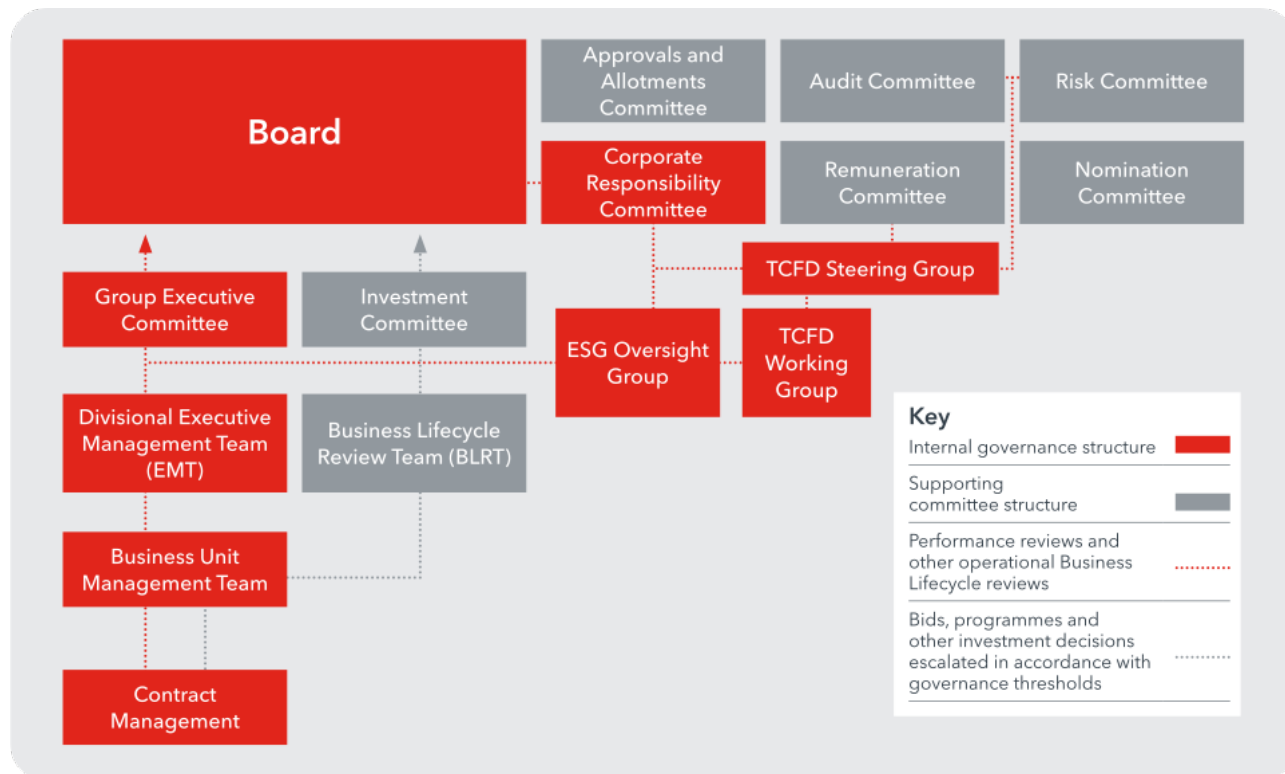 Board
Approvals and
Allotments
Committee
Audit Committee
Risk Committee
Corporate
Responsibility
Committee
Remuneration
Committee
Nomination
Committee
TCFD Steering Group
Group Executive
Committee
Investment
Committee
ESG Oversight
Group
TCFD
Working
Group
Divisional Executive
Management Team
(EMT)
Business Lifecycle
Review Team (BLRT)
Business Unit
Management Team
Contract
Management
Key
Internal governance structure
Supporting
committee structure
Performance reviews and
other operational Business
Lifecycle reviews
Bids, programmes and
other investment decisions
escalated in accordance with
governance thresholds